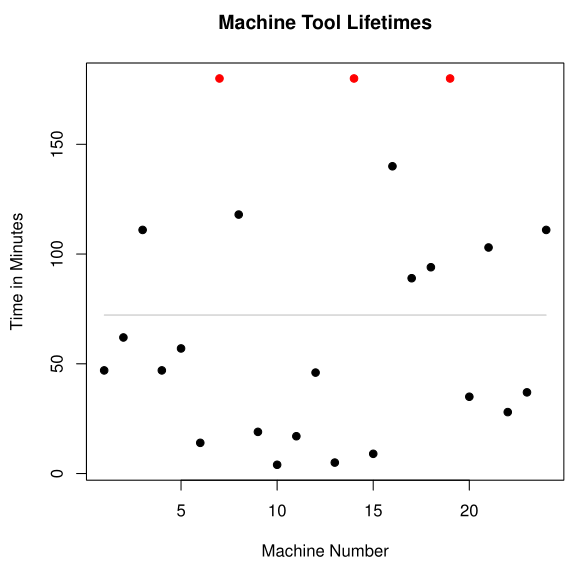 Machine Tool Lifetimes
Time in Minutes
150
100
50
0
5 10 15 20
Machine Number